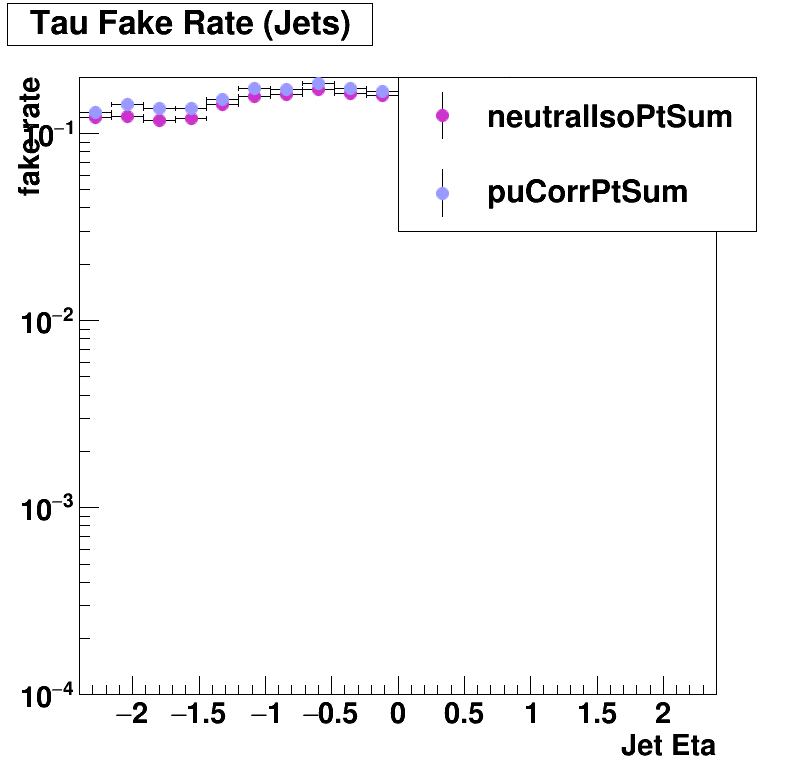 Tau Fake Rate (Jets)
fake rate
10⁻¹
10⁻²
10⁻³
10⁻⁴
neutralIsoPtSum
puCorrPtSum
−2 −1.5 −1 −0.5 0 0.5 1 1.5 2
Jet Eta